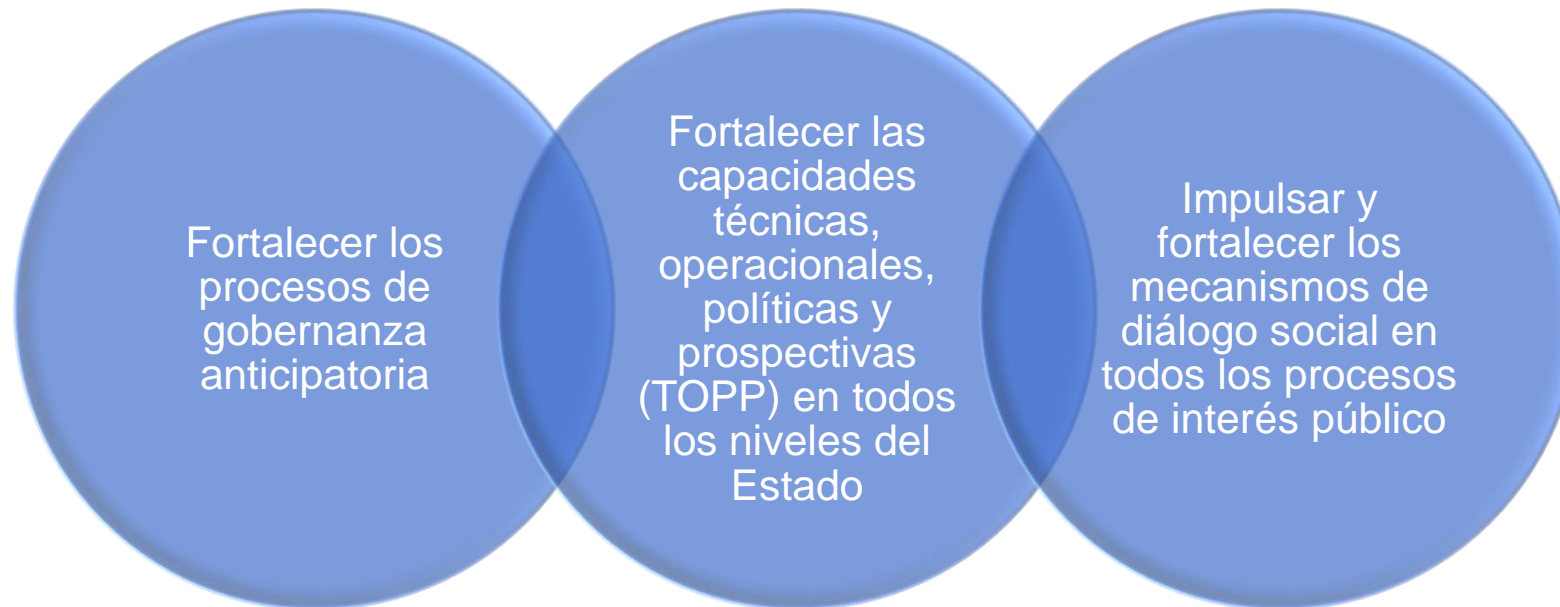 Fortalecer los
procesos de
gobernanza
anticipatoria
Fortalecer las
capacidades
técnicas,
operacionales,
políticas y
prospectivas
(TOPP) en todos
los niveles del
Estado
Impulsar y
fortalecer los
mecanismos de
diálogo social en
todos los procesos
de interés público